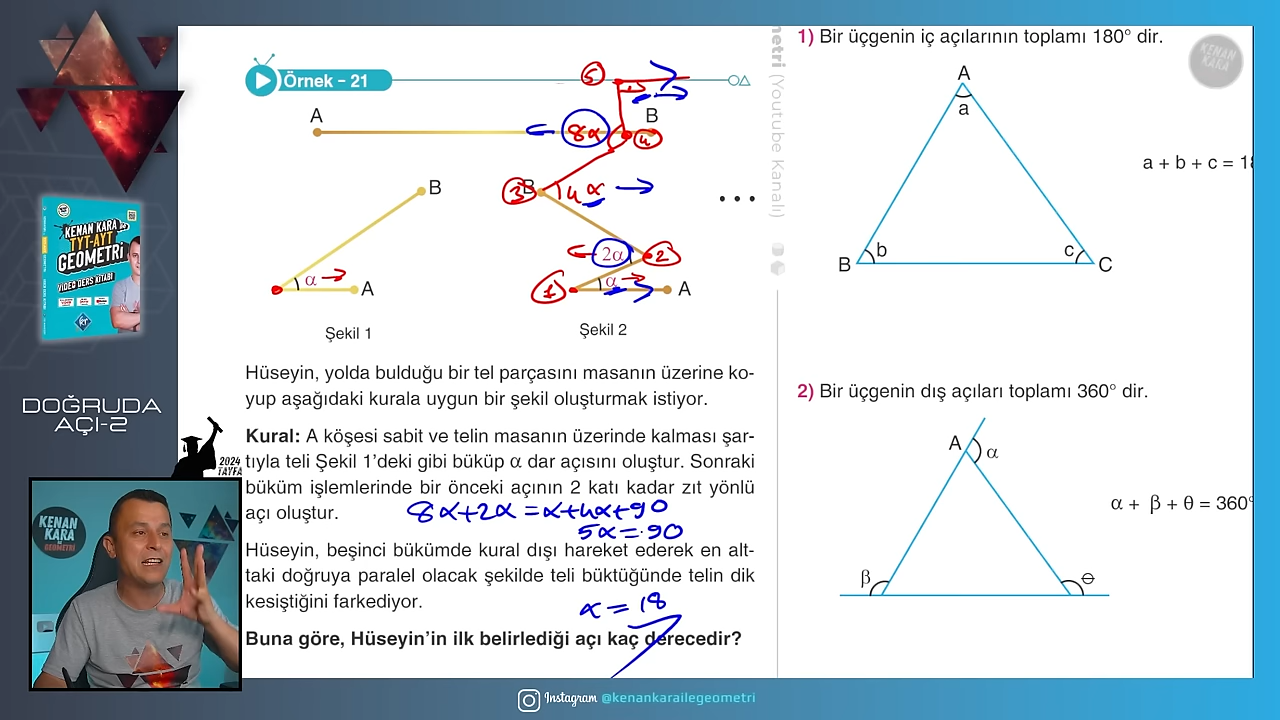 Örnek - 21
5
A
B
8α
4
B
3
B
4α
2α
2
α
A
1
α
A
...
Şekil 1
Şekil 2
Hüseyin, yolda bulduğu bir tel parçasını masanın üzerine ko-
yup aşağıdaki kurala uygun bir şekil oluşturmak istiyor.
Kural: A köşesi sabit ve telin masanın üzerinde kalması şar-
tıyla teli Şekil 1'deki gibi büküp α dar açısını oluştur. Sonraki
büküm işlemlerinde bir önceki açının 2 katı kadar zıt yönlü
açı oluştur.
8α+2α=α+4α+90
5α=90
Hüseyin, beşinci bükümde kural dışı hareket ederek en alt-
taki doğruya paralel olacak şekilde teli büktüğünde telin dik
kesiştiğini farkediyor.
α=18
Buna göre, Hüseyin'in ilk belirlediği açı kaç derecedir?
metri (Youtube Kanalı)
1) Bir üçgenin iç açılarının toplamı 180° dir.
A
a
a + b + c = 18
B
b
c
C
2) Bir üçgenin dış açıları toplamı 360° dir.
A
α
α + β + θ = 360°
β
θ
KENAN
KARA
KENAN KARA ile
TYT-AYT
GEOMETRİ
VİDEO DERS KİTABI
DOĞRUDA
AÇI-2
2024
TAYFA
KENAN
KARA İLE
GEOMETRİ
Instagram @kenankarailegeometri